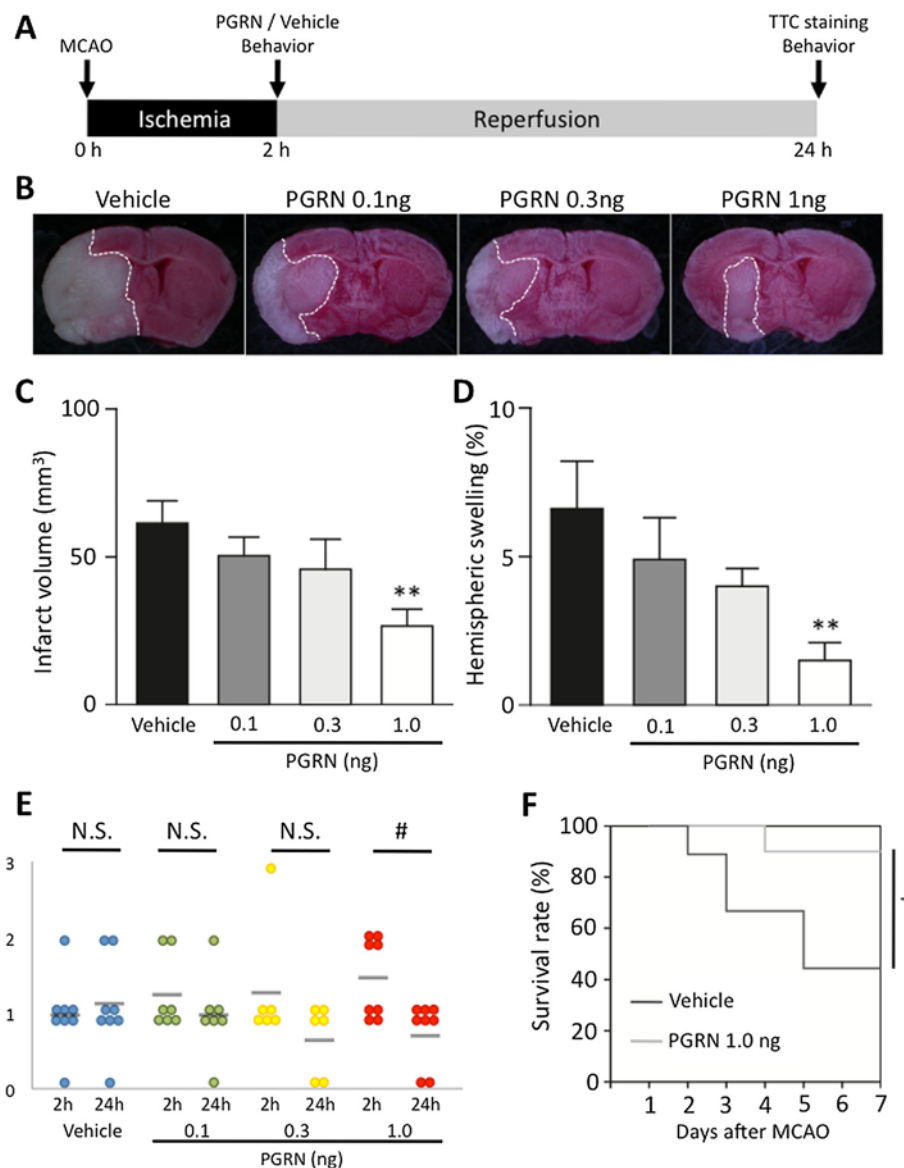 A
MCAO
PGRN / Vehicle
Behavior
TTC staining
Behavior
Ischemia
Reperfusion
0 h
2 h
24 h
B
Vehicle
PGRN 0.1ng
PGRN 0.3ng
PGRN 1ng
C
Infarct volume (mm³)
100
50
0
**
Vehicle
0.1
0.3
1.0
PGRN (ng)
D
Hemispheric swelling (%)
10
5
0
**
Vehicle
0.1
0.3
1.0
PGRN (ng)
E
N.S.
N.S.
N.S.
#
3
2
1
0
2h
24h
2h
24h
2h
24h
2h
24h
Vehicle
0.1
0.3
1.0
PGRN (ng)
F
Survival rate (%)
100
80
60
40
20
0
Vehicle
PGRN 1.0 ng
1
2
3
4
5
6
7
Days after MCAO